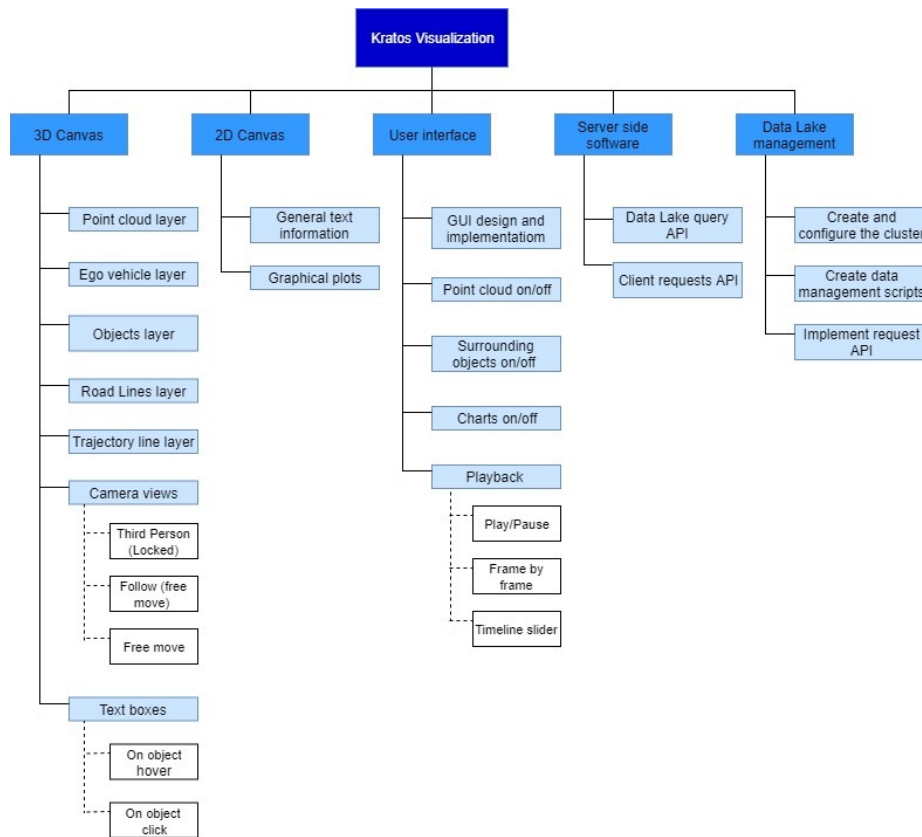 Kratos Visualization
3D Canvas
2D Canvas
User interface
Server side
software
Data Lake
management
Point cloud layer
Ego vehicle layer
Objects layer
Road Lines layer
Trajectory line layer
Camera views
Third Person
(Locked)
Follow (free
move)
Free move
Text boxes
On object
hover
On object
click
General text
information
Graphical plots
GUI design and
implementatiom
Point cloud on/off
Surrounding
objects on/off
Charts on/off
Playback
Play/Pause
Frame by
frame
Timeline slider
Data Lake query
API
Client requests API
Create and
configure the cluster
Create data
management scripts
Implement request
API